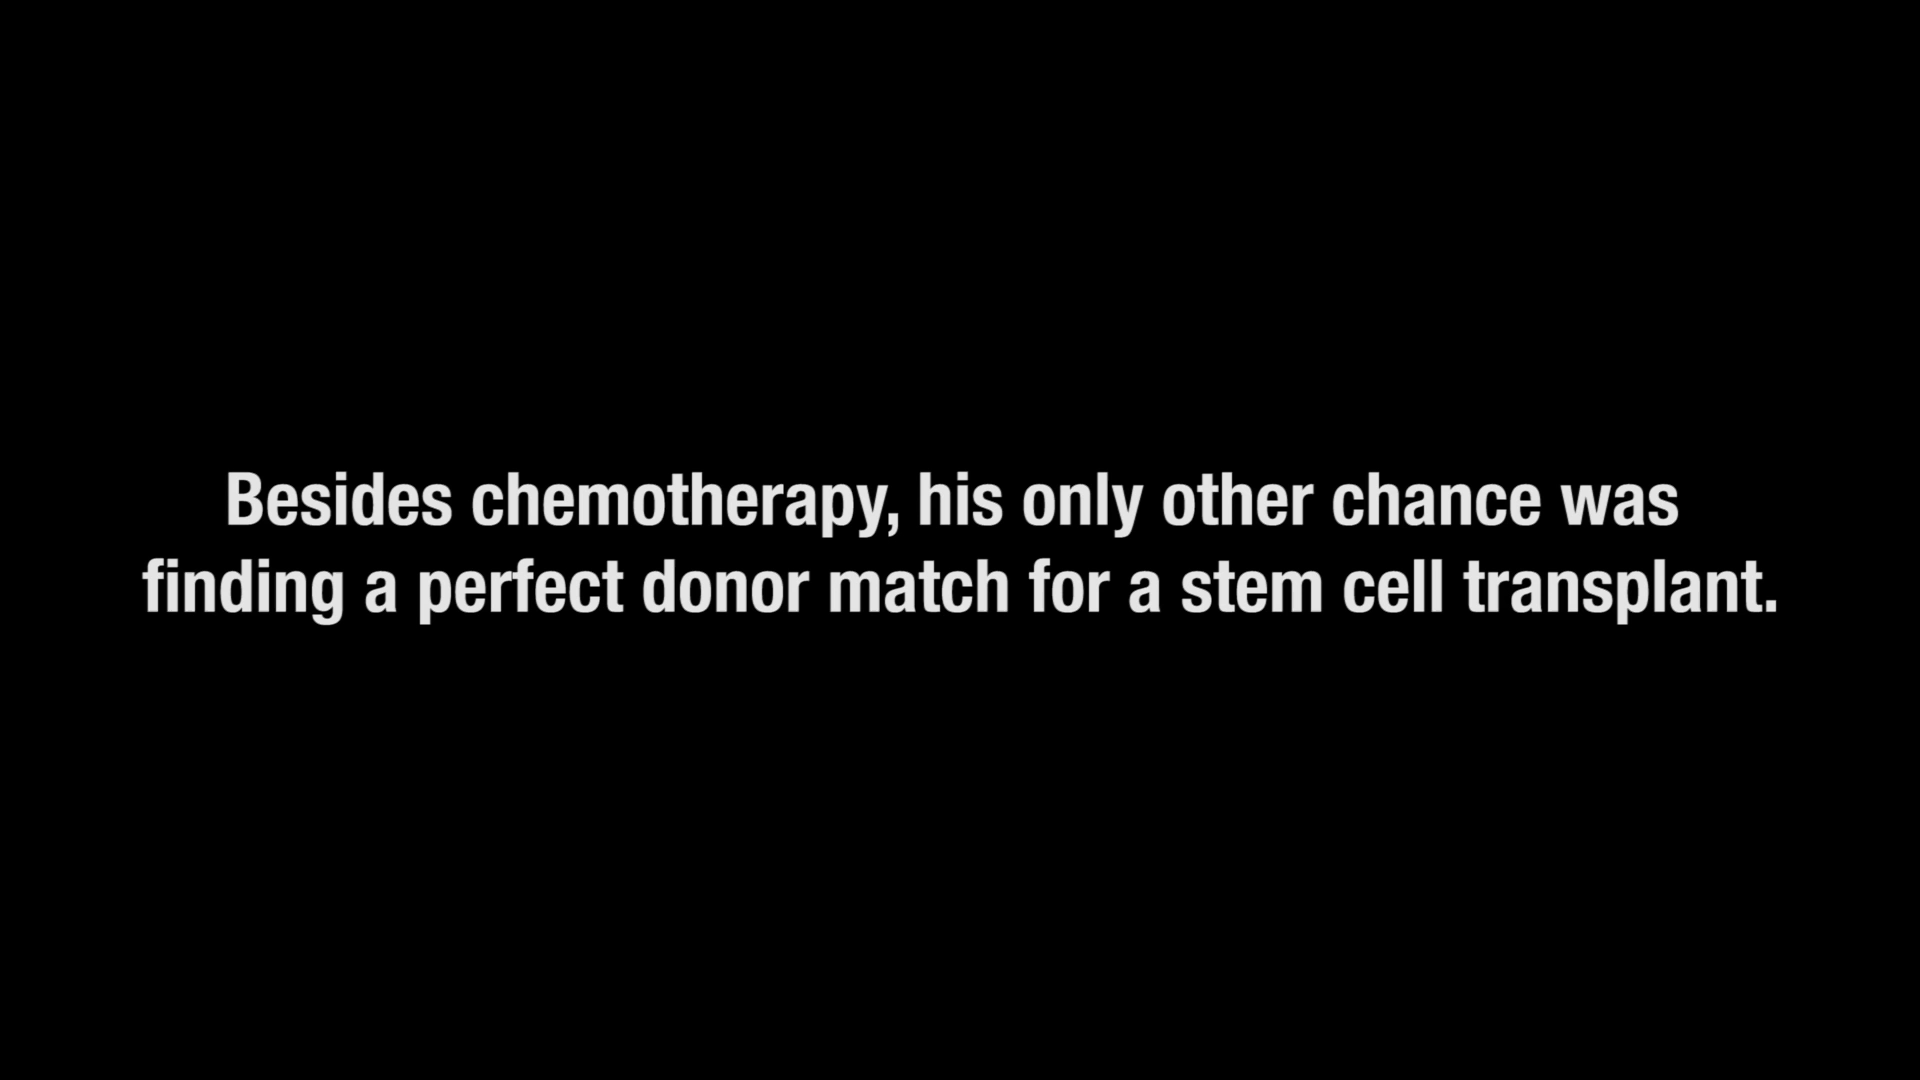 Besides chemotherapy, his only other chance was
finding a perfect donor match for a stem cell transplant.